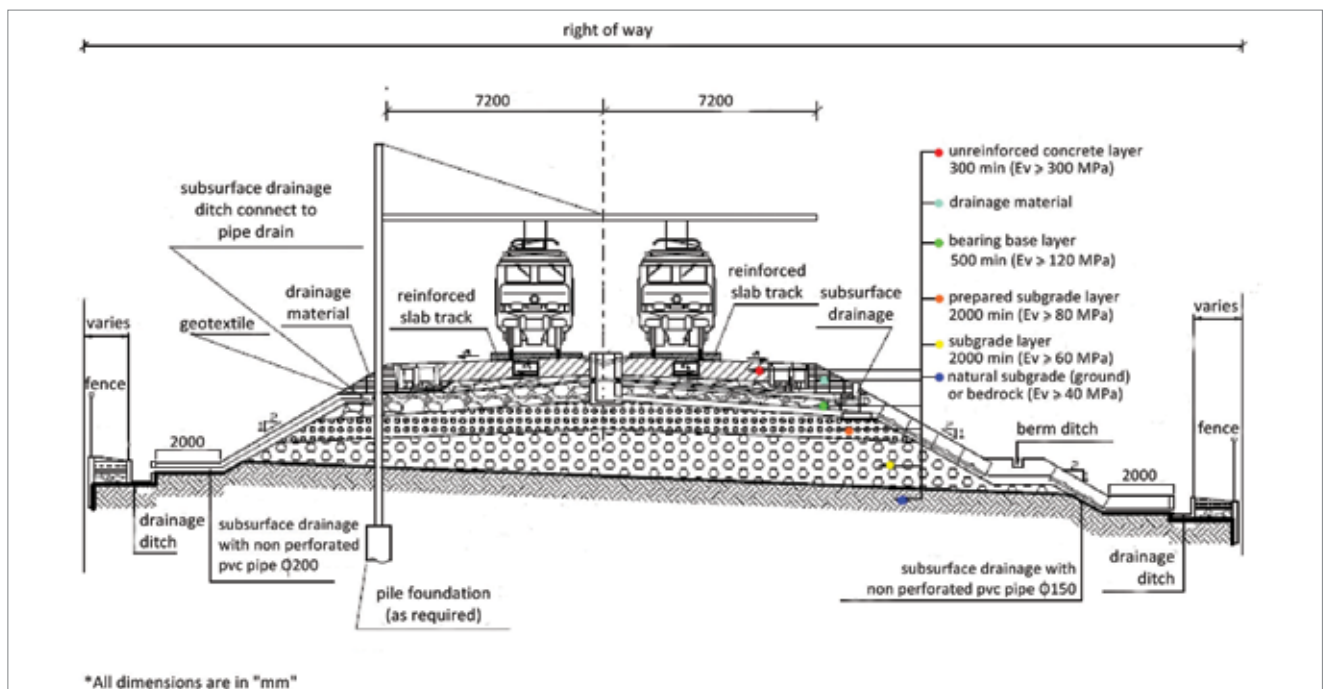 right of way
7200
7200
unreinforced concrete layer
300 min (Ev ⩾ 300 MPa)
drainage material
bearing base layer
500 min (Ev ⩾ 120 MPa)
prepared subgrade layer
2000 min (Ev ⩾ 80 MPa)
subgrade layer
2000 min (Ev ⩾ 60 MPa)
natural subgrade (ground)
or bedrock (Ev ⩾ 40 MPa)
subsurface drainage
ditch connect to
pipe drain
drainage
material
geotextile
reinforced
slab track
reinforced
slab track
subsurface
drainage
varies
fence
2000
varies
fence
berm ditch
2000
2
2
drainage
ditch
subsurface drainage
with non perforated
pvc pipe ϕ200
pile foundation
(as required)
subsurface drainage with
non perforated pvc pipe ϕ150
drainage
ditch
*All dimensions are in "mm"